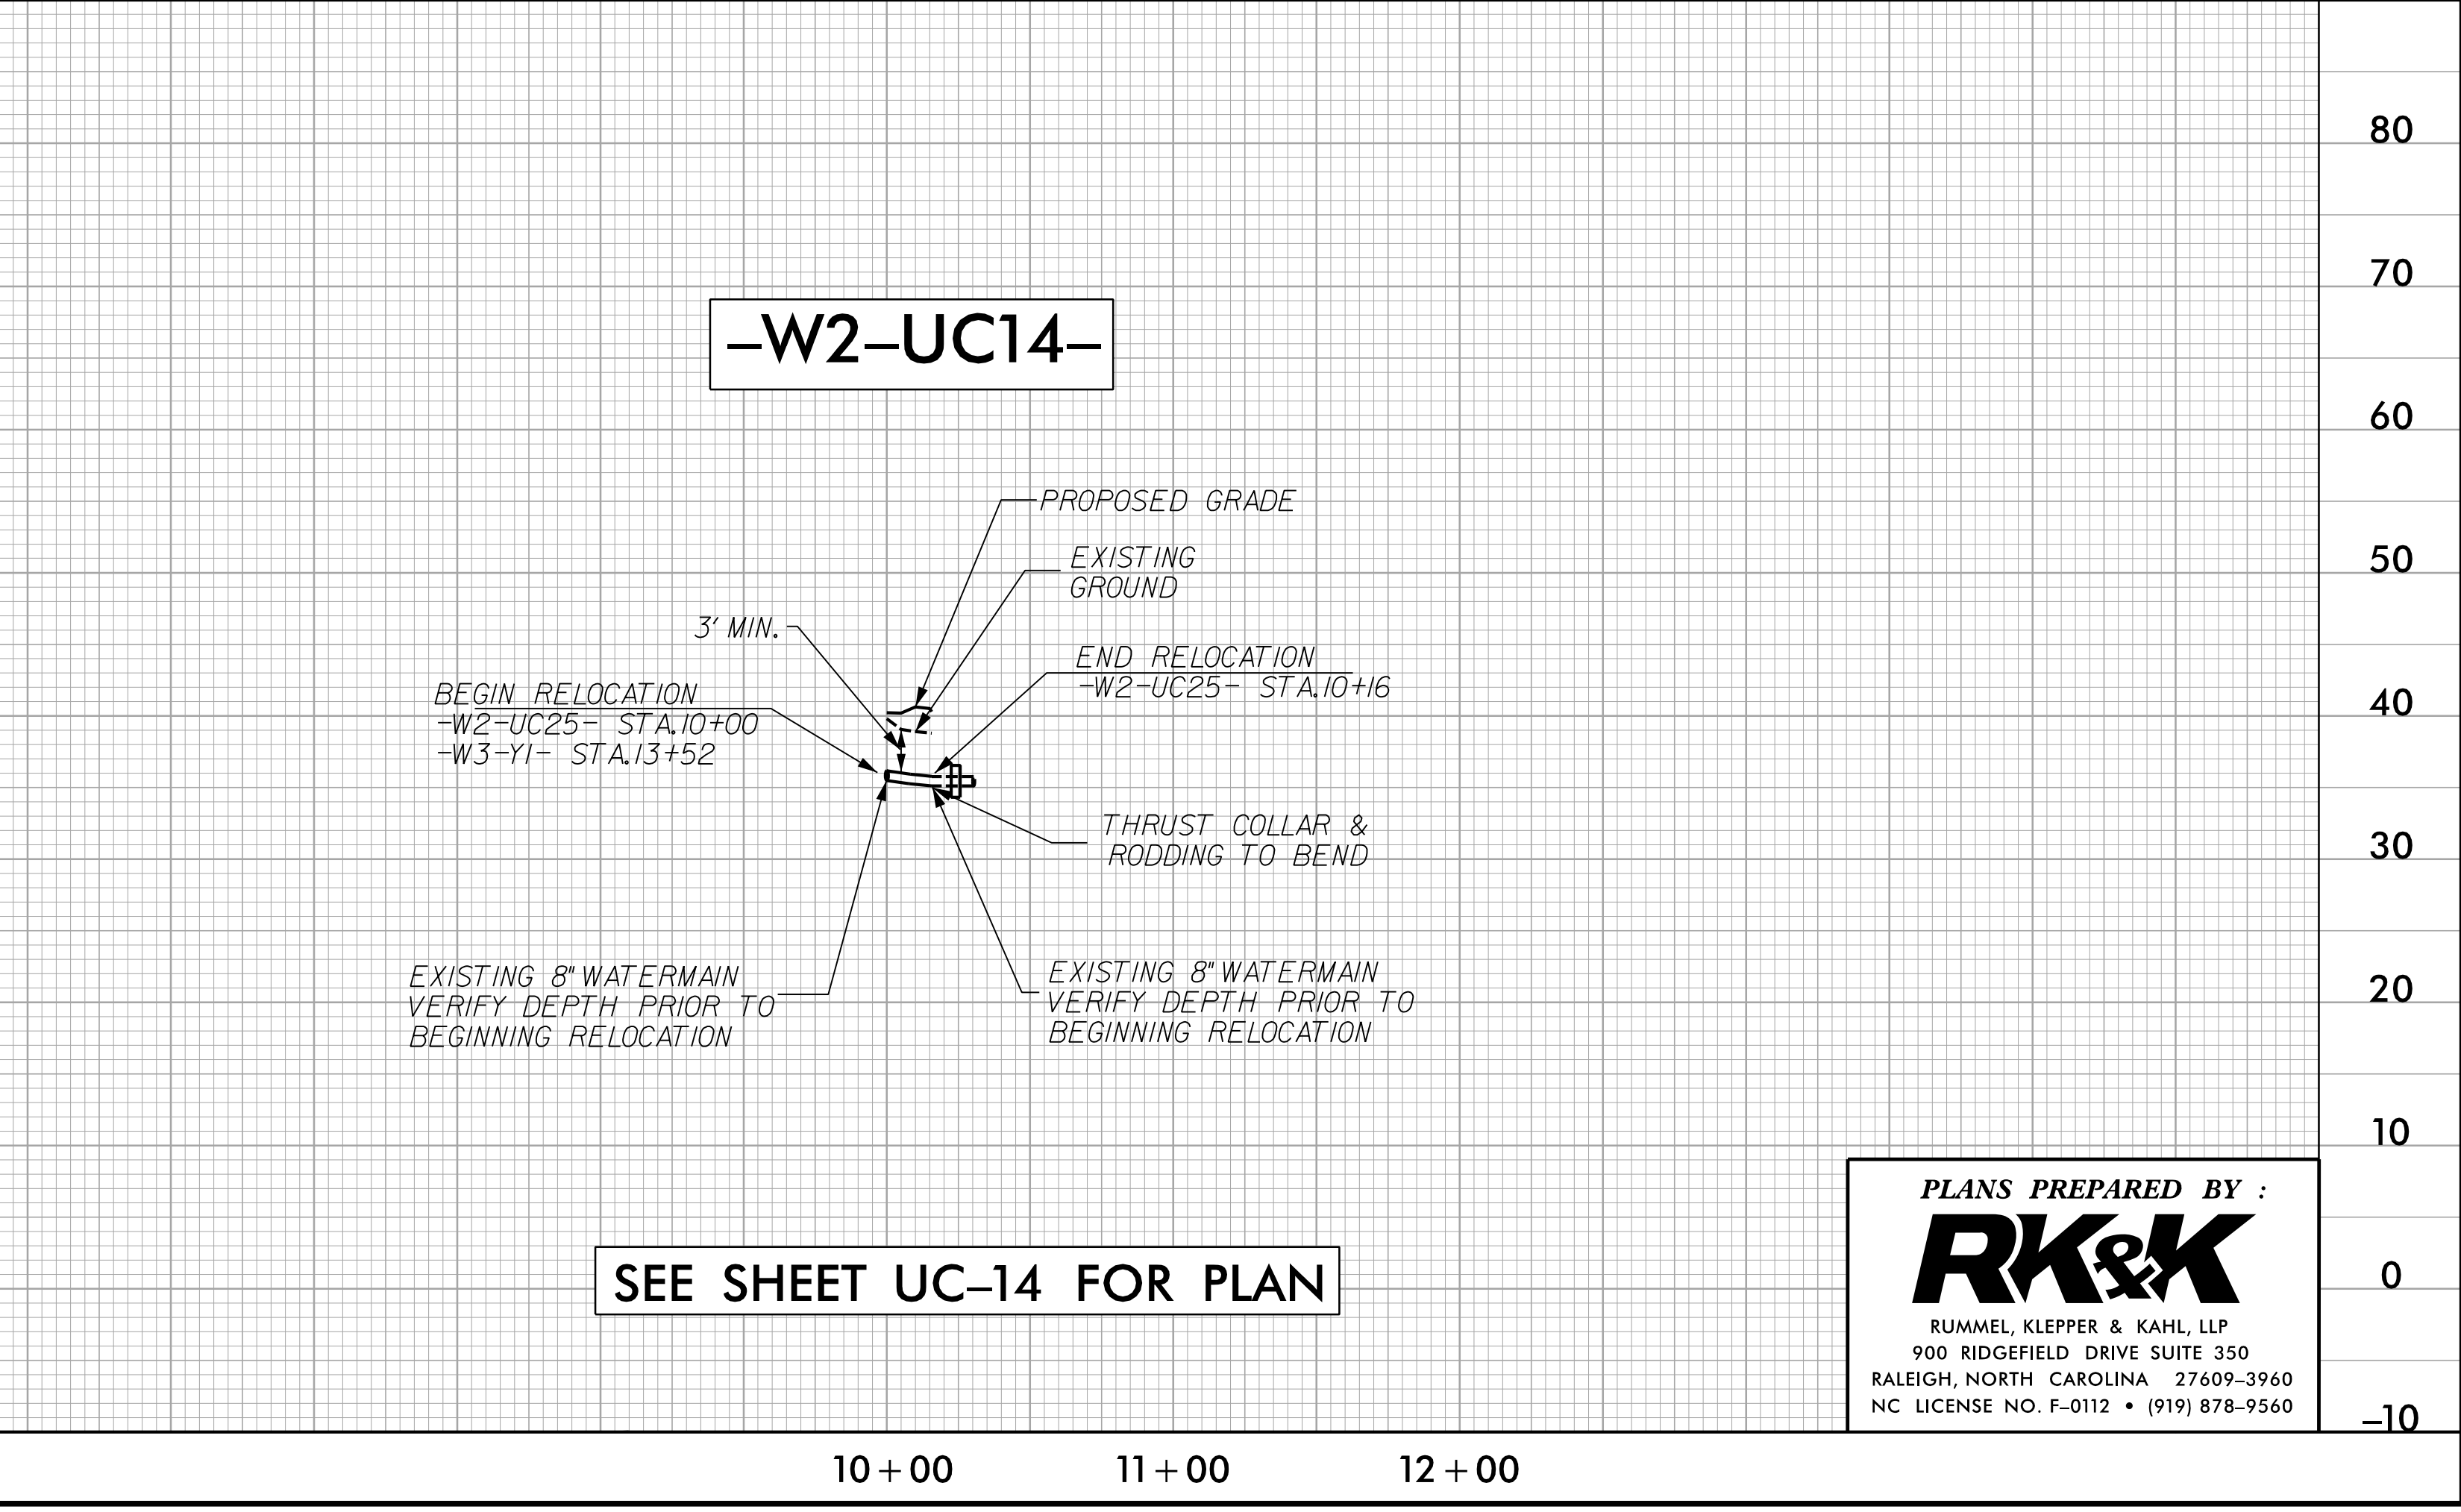 80
70
–W2–UC14–
60
PROPOSED GRADE
50
EXISTING
GROUND
3' MIN.
END RELOCATION
-W2-UC25- STA.10+16
BEGIN RELOCATION
-W2-UC25- STA.10+00
-W3-Y1- STA.13+52
40
THRUST COLLAR &
RODDING TO BEND
30
EXISTING 8" WATERMAIN
VERIFY DEPTH PRIOR TO
BEGINNING RELOCATION
EXISTING 8" WATERMAIN
VERIFY DEPTH PRIOR TO
BEGINNING RELOCATION
20
10
PLANS PREPARED BY :
RK&K
RUMMEL, KLEPPER & KAHL, LLP
900 RIDGEFIELD DRIVE SUITE 350
RALEIGH, NORTH CAROLINA 27609–3960
NC LICENSE NO. F–0112 • (919) 878–9560
SEE SHEET UC–14 FOR PLAN
0
–10
10+00
11+00
12+00